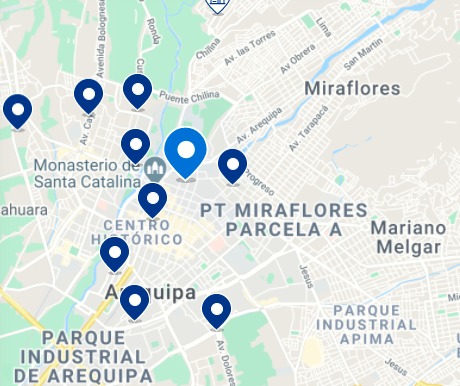 Avenida Bolognesi
Ronda
Lima
Chilina
Av. las Torres
Av. Obrera
San Martin
Miraflores
Puente Chilina
Av. Arequipa
Av. Tarapacá
Monasterio de
Santa Catalina
Progreso
ahuara
PT MIRAFLORES
PARCELA A
CENTRO
HISTÓRICO
Mariano
Melgar
Jesus
Arequipa
PARQUE
INDUSTRIAL
APIMA
PARQUE
INDUSTRIAL
DE AREQUIPA
Av. Dolores
Jesus